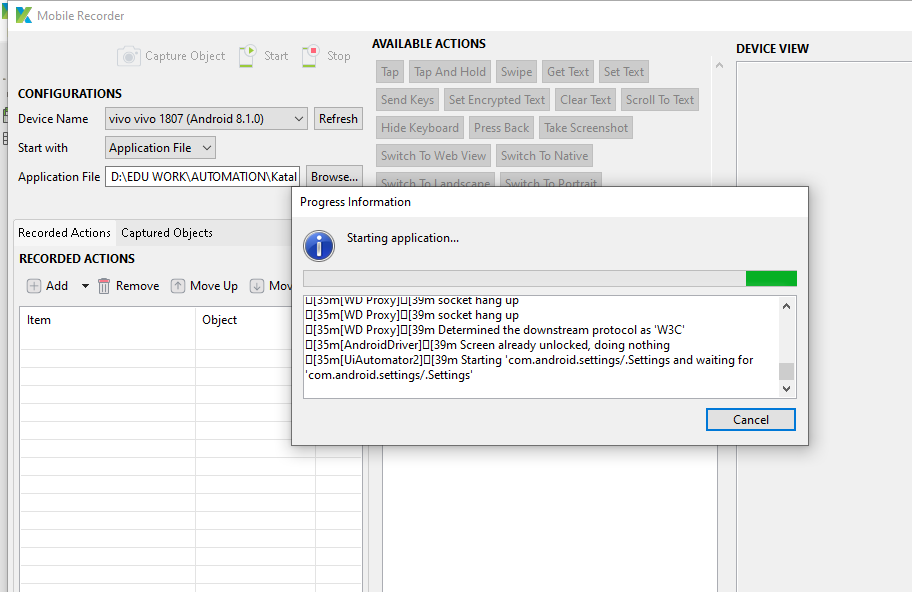 Mobile Recorder
Capture Object Start Stop
CONFIGURATIONS
Device Name vivo vivo 1807 (Android 8.1.0) Refresh
Start with Application File
Application File D:\EDU WORK\AUTOMATION\Katal Browse...
Recorded Actions Captured Objects
RECORDED ACTIONS
Add Remove Move Up Mov
Item Object
AVAILABLE ACTIONS
Tap Tap And Hold Swipe Get Text Set Text
Send Keys Set Encrypted Text Clear Text Scroll To Text
Hide Keyboard Press Back Take Screenshot
Switch To Web View Switch To Native
Switch To Landscape Switch To Portrait
DEVICE VIEW
Progress Information
Starting application...
□[35m[WD Proxy]□[39m socket hang up
□[35m[WD Proxy]□[39m socket hang up
□[35m[WD Proxy]□[39m Determined the downstream protocol as 'W3C'
□[35m[AndroidDriver]□[39m Screen already unlocked, doing nothing
□[35m[UiAutomator2]□[39m Starting 'com.android.settings/.Settings and waiting for
'com.android.settings/.Settings'
Cancel